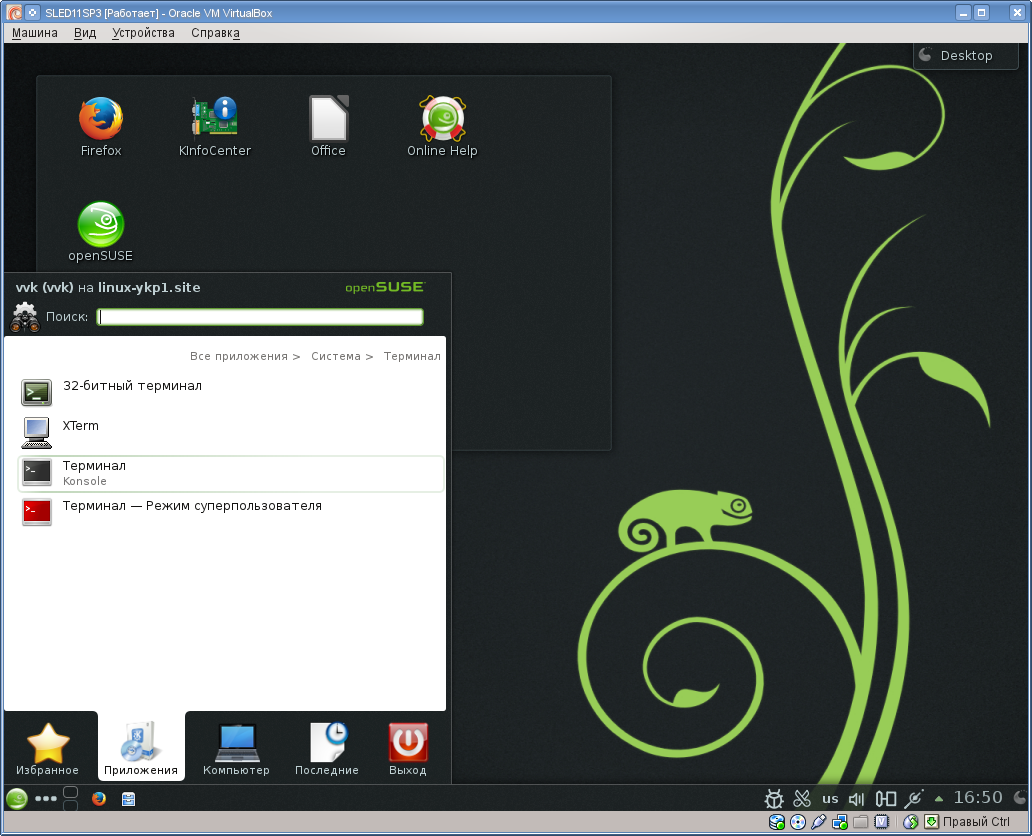 SLED11SP3 [Работает] - Oracle VM VirtualBox
Машина Вид Устройства Справка
Desktop
Firefox KInfoCenter Office Online Help
openSUSE
vvk (vvk) на linux-ykp1.site openSUSE
Поиск:
Все приложения > Система > Терминал
32-битный терминал
XTerm
Терминал
Konsole
Терминал — Режим суперпользователя
Избранное Приложения Компьютер Последние Выход
us 16:50
Правый Ctrl